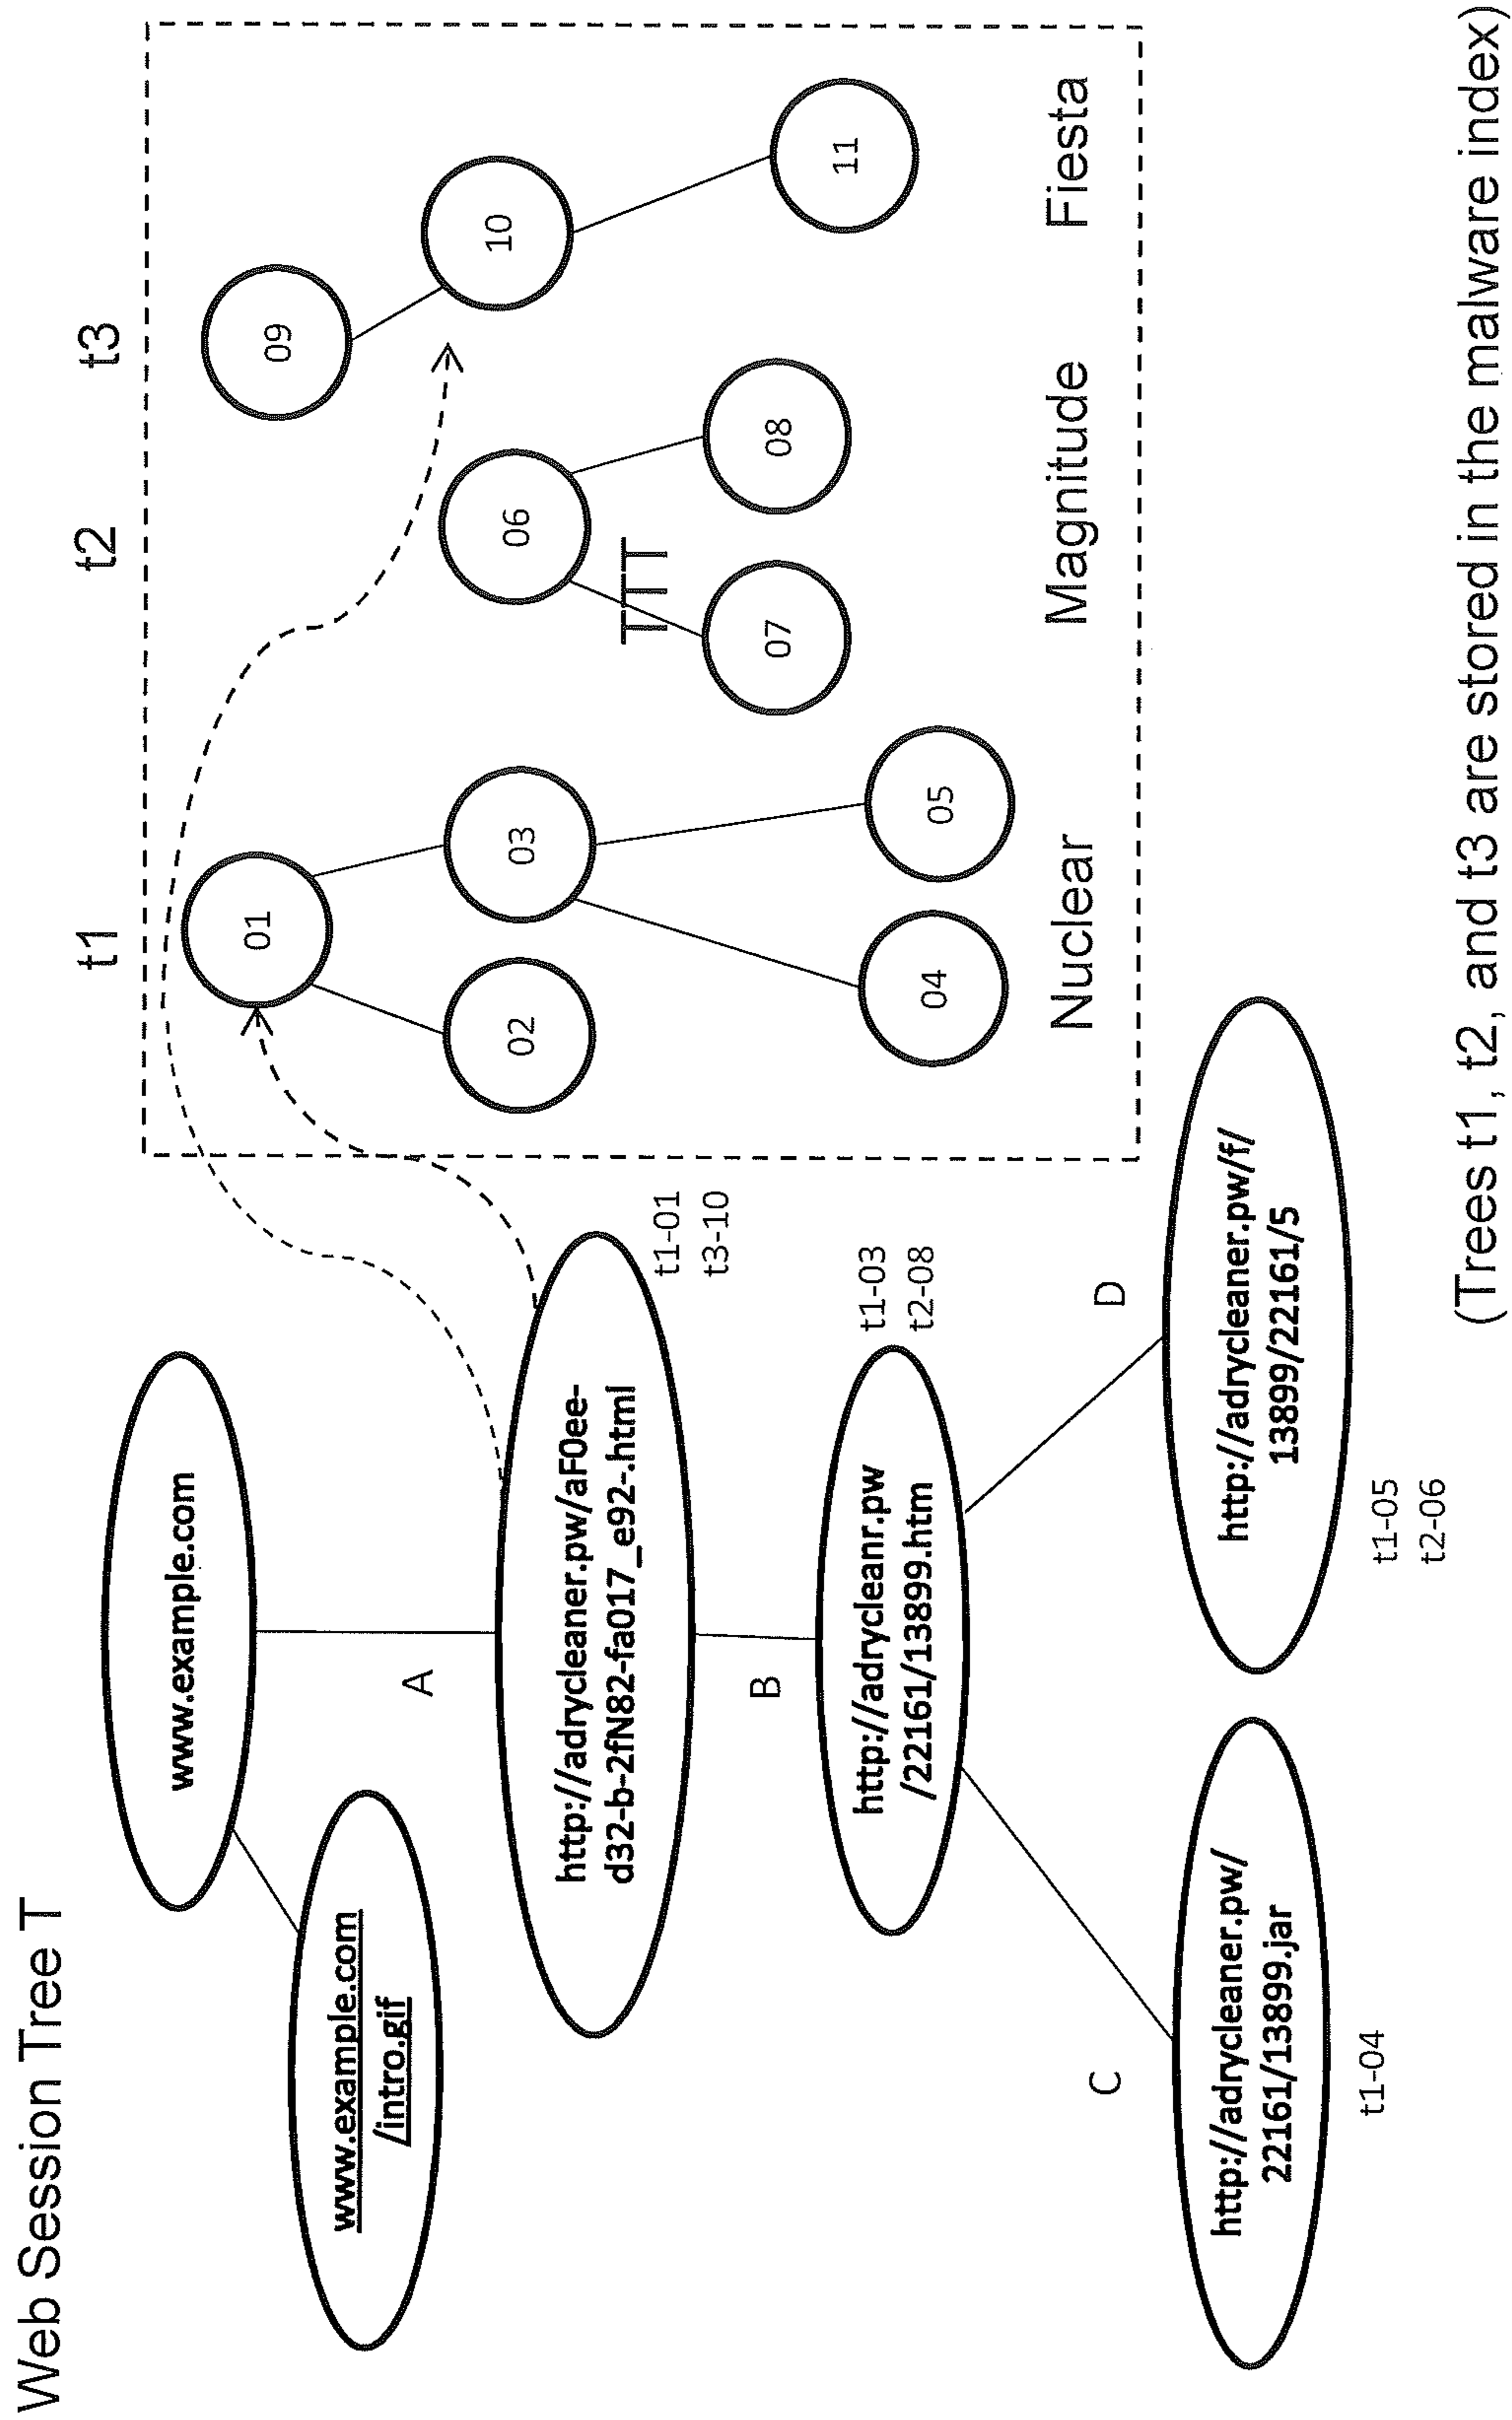 Web Session Tree T
www.example.com
www.example.com
/intro.gif
A
http://adrycleaner.pw/aF0ee-
d32-b-2fN82-fa017_e92-.html
t1-01
t3-10
B
http://adrycleanr.pw
/22161/13899.htm
t1-03
t2-08
C
D
http://adrycleaner.pw/
22161/13899.jar
t1-04
http://adrycleaner.pw/f/
13899/22161/5
t1-05
t2-06
t1
t2
t3
01
02
03
04
05
Nuclear
06
TTT
07
08
Magnitude
09
10
11
Fiesta
(Trees t1, t2, and t3 are stored in the malware index)